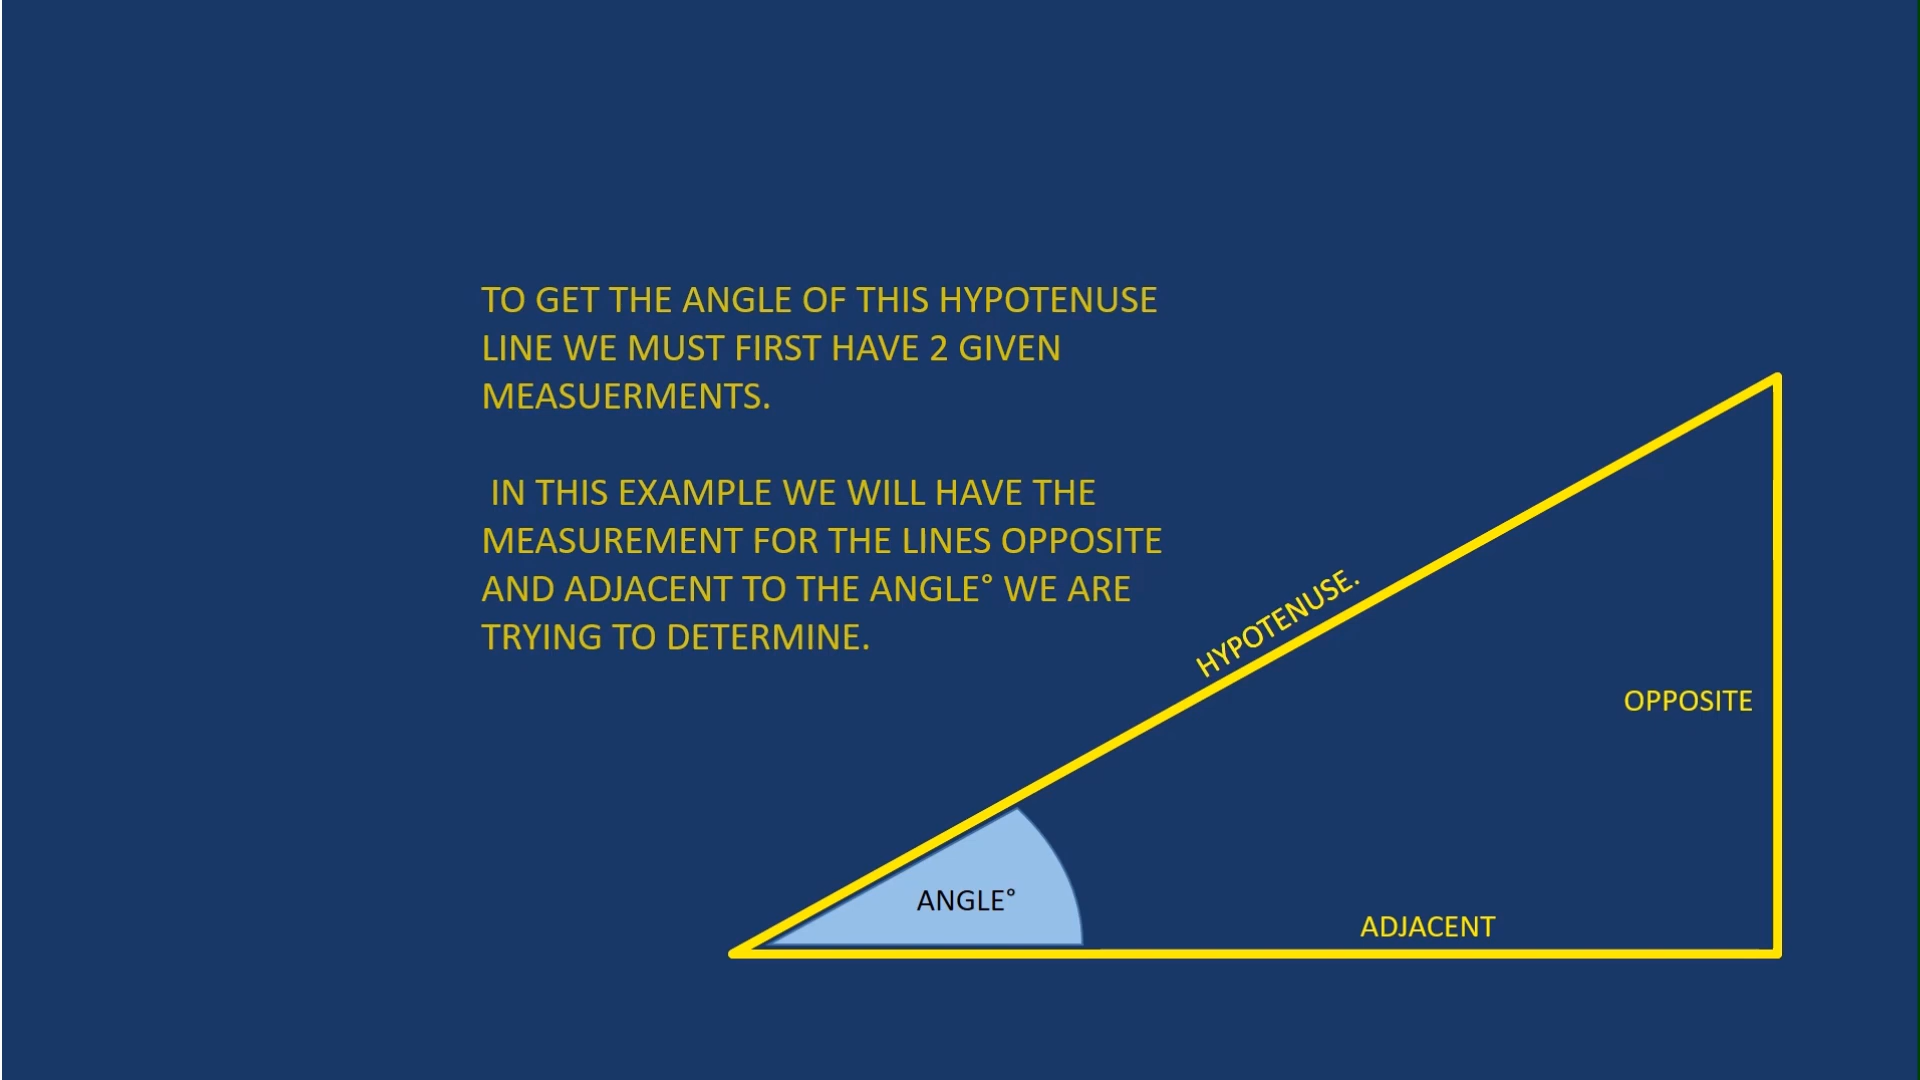 TO GET THE ANGLE OF THIS HYPOTENUSE
LINE WE MUST FIRST HAVE 2 GIVEN
MEASUERMENTS.
IN THIS EXAMPLE WE WILL HAVE THE
MEASUREMENT FOR THE LINES OPPOSITE
AND ADJACENT TO THE ANGLE° WE ARE
TRYING TO DETERMINE.
HYPOTENUSE.
OPPOSITE
ANGLE°
ADJACENT